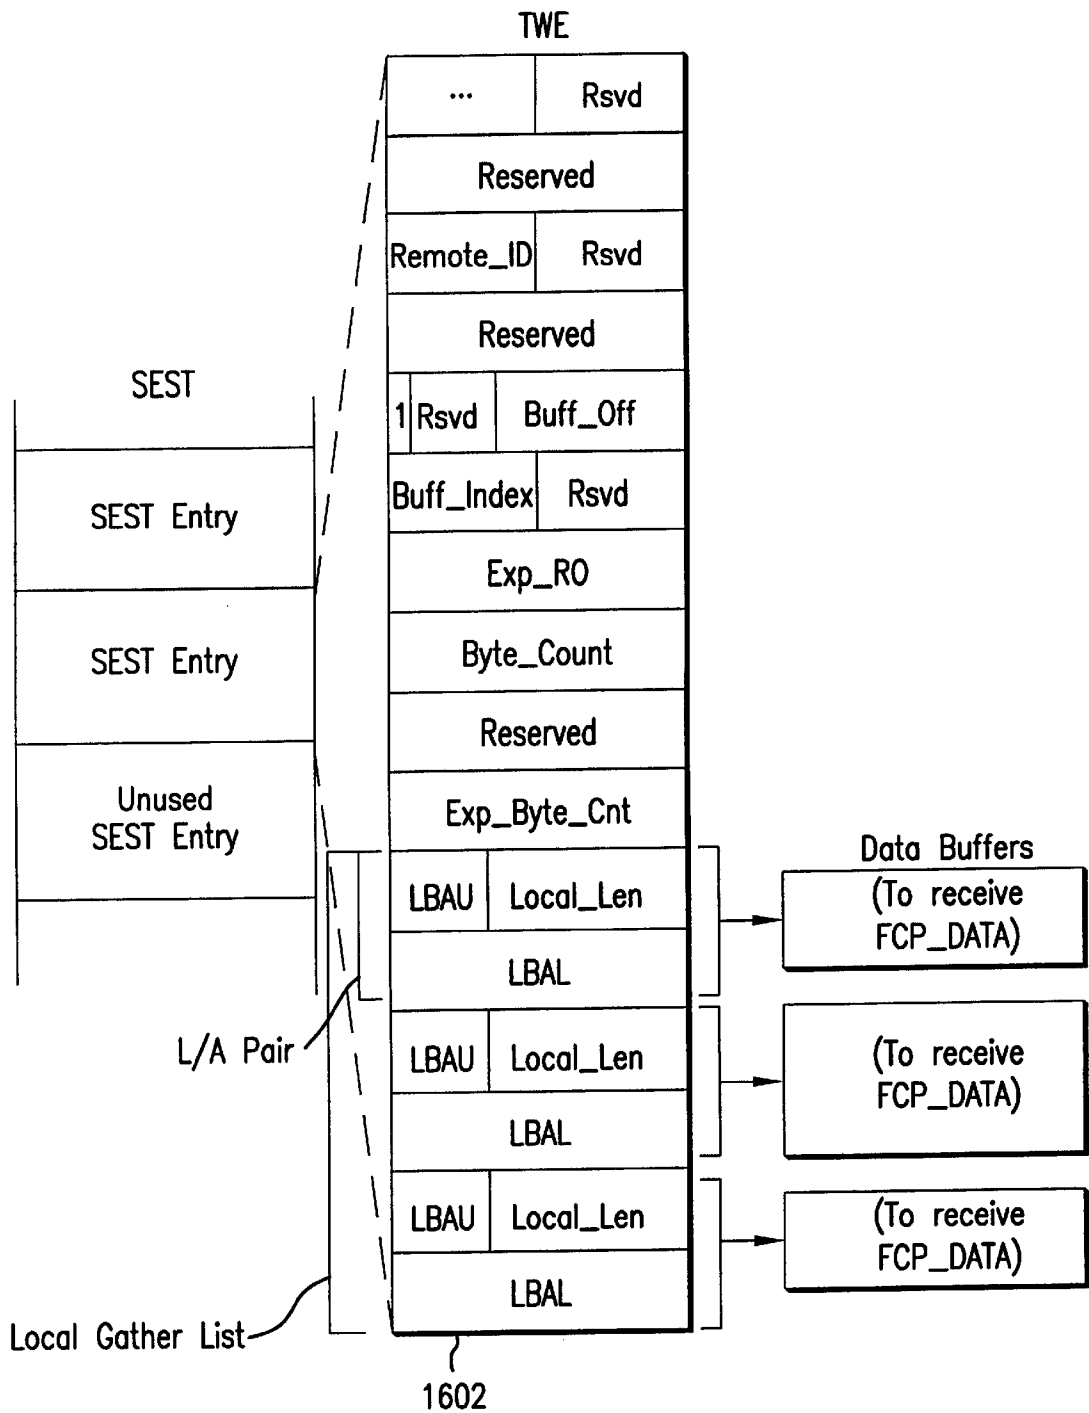 TWE
... Rsvd
Reserved
Remote_ID Rsvd
Reserved
1 Rsvd Buff_Off
Buff_Index Rsvd
Exp_RO
Byte_Count
Reserved
Exp_Byte_Cnt
LBAU Local_Len
LBAL
LBAU Local_Len
LBAL
LBAU Local_Len
LBAL
1602
SEST
SEST Entry
SEST Entry
Unused
SEST Entry
L/A Pair
Local Gather List
Data Buffers
(To receive
FCP_DATA)
(To receive
FCP_DATA)
(To receive
FCP_DATA)